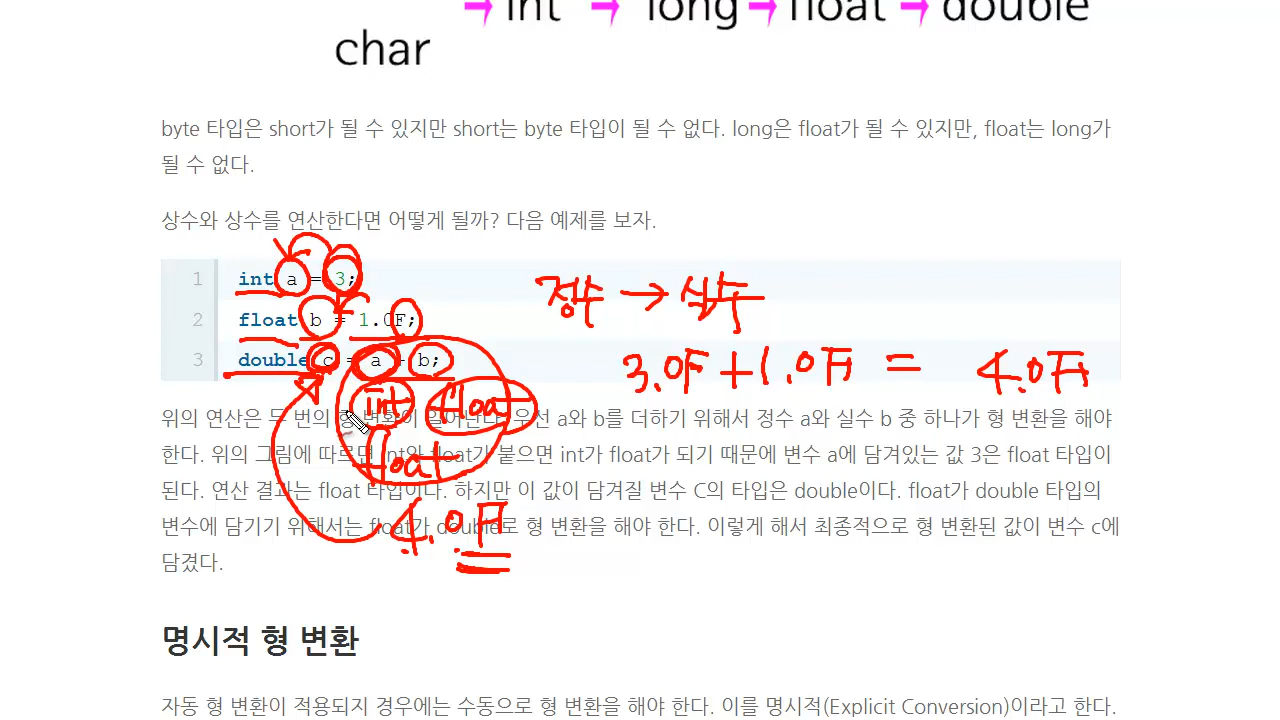 → int → long → float → double
char
byte 타입은 short가 될 수 있지만 short는 byte 타입이 될 수 없다. long은 float가 될 수 있지만, float는 long가
될 수 없다.
상수와 상수를 연산한다면 어떻게 될까? 다음 예제를 보자.
1 int a = 3;
정수 → 실수
2 float b = 1.0F;
3 double c = a + b;
3.0F + 1.0F = 4.0F
int float
위의 연산은 두 번의 형 변환이 일어난다. 우선 a와 b를 더하기 위해서 정수 a와 실수 b 중 하나가 형 변환을 해야
한다. 위의 그림에 따르면 int와 float가 붙으면 int가 float가 되기 때문에 변수 a에 담겨있는 값 3은 float 타입이
float
된다. 연산 결과는 float 타입이다. 하지만 이 값이 담겨질 변수 C의 타입은 double이다. float가 double 타입의
변수에 담기기 위해서는 float가 double로 형 변환을 해야 한다. 이렇게 해서 최종적으로 형 변환된 값이 변수 c에
4.0F
담겼다.
명시적 형 변환
자동 형 변환이 적용되지 경우에는 수동으로 형 변환을 해야 한다. 이를 명시적(Explicit Conversion)이라고 한다.